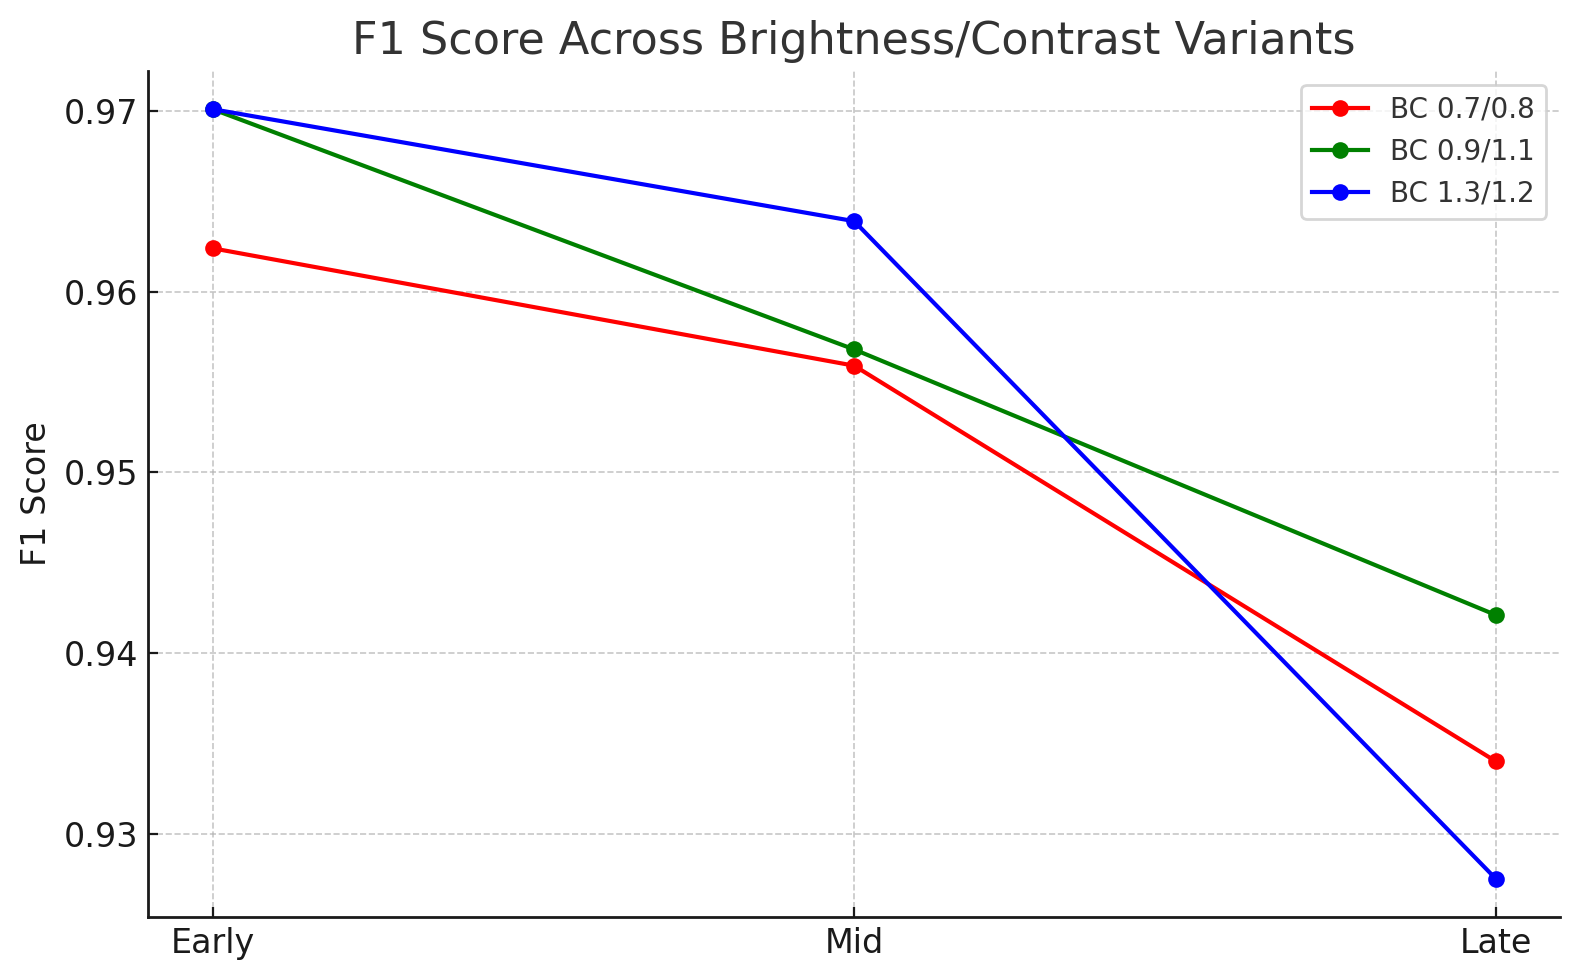 F1 Score Across Brightness/Contrast Variants
BC 0.7/0.8
BC 0.9/1.1
BC 1.3/1.2
F1 Score
0.97
0.96
0.95
0.94
0.93
Early
Mid
Late